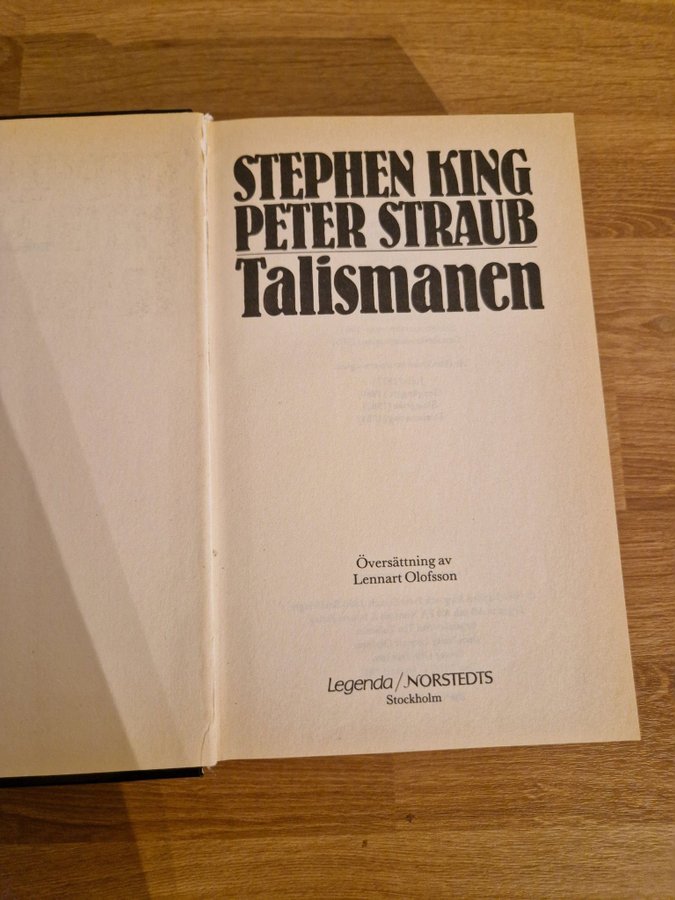 STEPHEN KING
PETER STRAUB
Talismanen
Översättning av
Lennart Olofsson
Legenda/NORSTEDTS
Stockholm